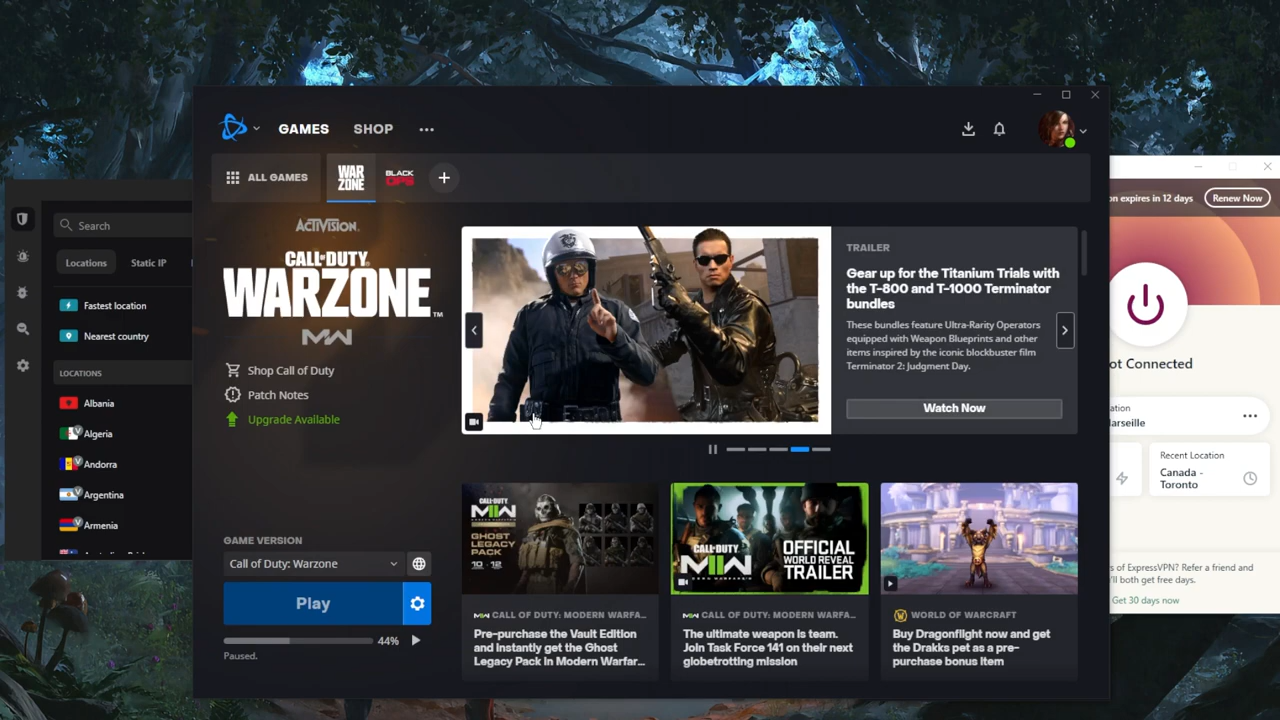 GAMES
SHOP
ALL GAMES
WAR
ZONE
BLACK
OPS
Search
Locations
Static IP
Fastest location
Nearest country
LOCATIONS
Albania
Algeria
Andorra
Argentina
Armenia
ACTIVISION
CALL OF DUTY
WARZONE
TM
MW
Shop Call of Duty
Patch Notes
Upgrade Available
GAME VERSION
Call of Duty: Warzone
Play
44%
Paused.
TRAILER
Gear up for the Titanium Trials with
the T-800 and T-1000 Terminator
bundles
These bundles feature Ultra-Rarity Operators
equipped with Weapon Blueprints and other
items inspired by the iconic blockbuster film
Terminator 2: Judgment Day.
Watch Now
CALL OF DUTY
MWII
GHOST
LEGACY
PACK
10 · 12
CALL OF DUTY: MODERN WARFA...
Pre-purchase the Vault Edition
and instantly get the Ghost
Legacy Pack in Modern Warfar...
CALL OF DUTY
MWII
OFFICIAL
WORLD REVEAL
TRAILER
CALL OF DUTY: MODERN WARFA...
The ultimate weapon is team.
Join Task Force 141 on their next
globetrotting mission
WORLD OF WARCRAFT
Buy Dragonflight now and get
the Drakks pet as a pre-
purchase bonus item
on expires in 12 days
Renew Now
ot Connected
ation
arseille
Recent Location
Canada -
Toronto
s of ExpressVPN? Refer a friend and
'll both get free days.
Get 30 days now